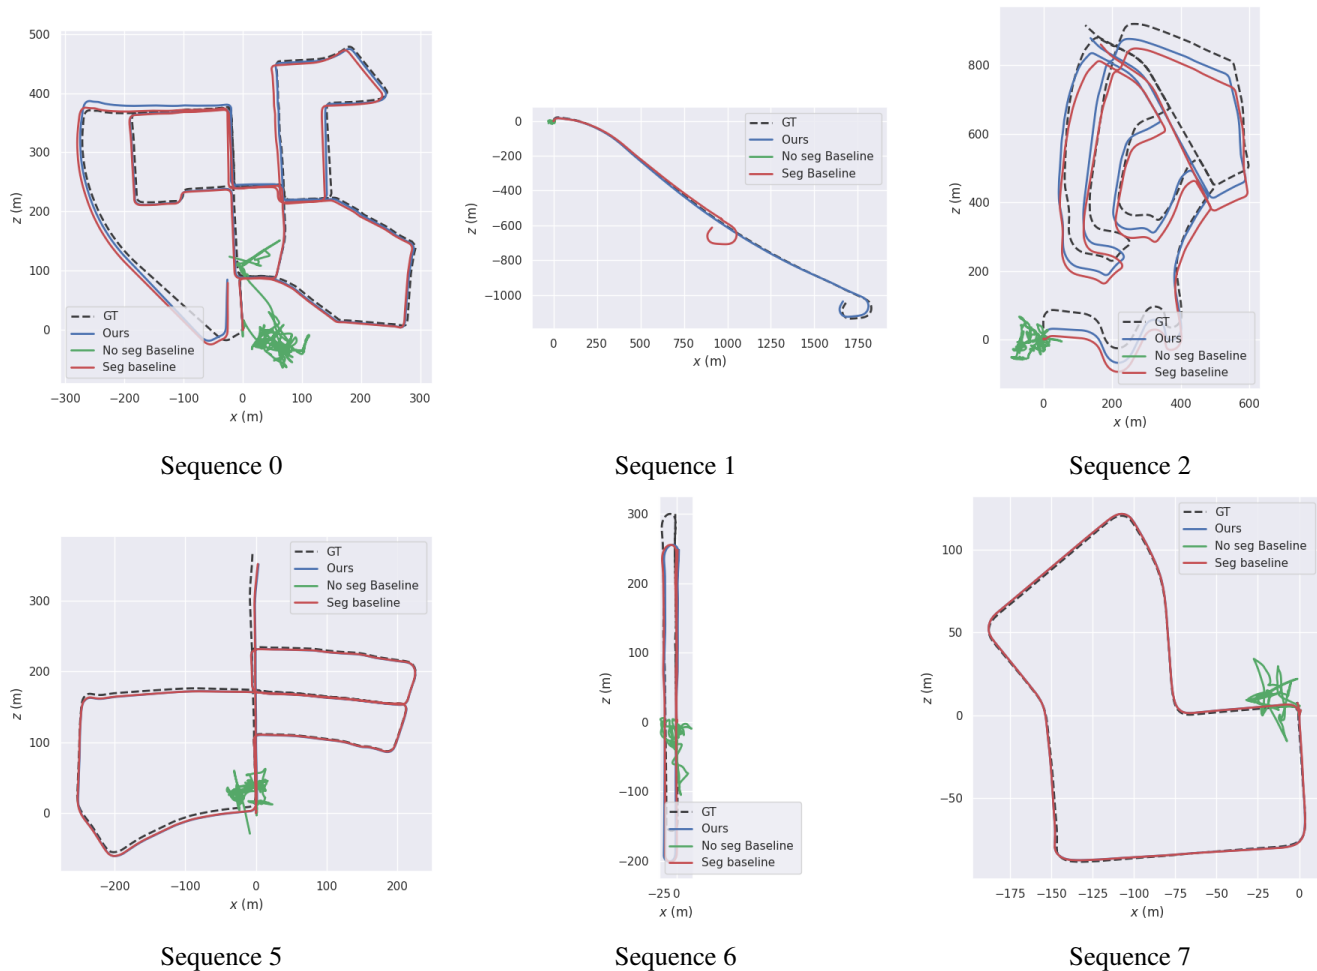 500
400
300
200
100
0
z (m)
GT
Ours
No seg Baseline
Seg baseline
−300 −200 −100 0 100 200 300
x (m)
Sequence 0
0
−200
−400
−600
−800
−1000
z (m)
GT
Ours
No seg Baseline
Seg Baseline
0 250 500 750 1000 1250 1500 1750
x (m)
Sequence 1
800
600
400
200
0
z (m)
GT
Ours
No seg Baseline
Seg baseline
0 200 400 600
x (m)
Sequence 2
300
200
100
0
z (m)
GT
Ours
No seg Baseline
Seg baseline
−200 −100 0 100 200
x (m)
Sequence 5
300
200
100
0
−100
−200
z (m)
GT
Ours
No seg Baseline
Seg baseline
−25 0
x (m)
Sequence 6
100
50
0
−50
z (m)
GT
Ours
No seg Baseline
Seg baseline
−175 −150 −125 −100 −75 −50 −25 0
x (m)
Sequence 7